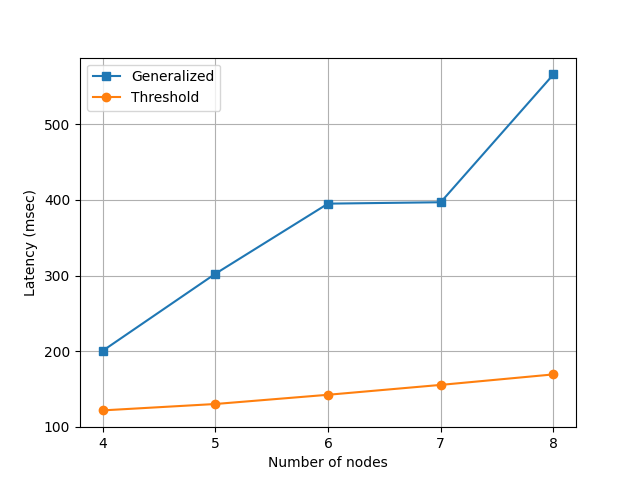 Generalized
Threshold
500
400
300
200
100
Latency (msec)
4 5 6 7 8
Number of nodes